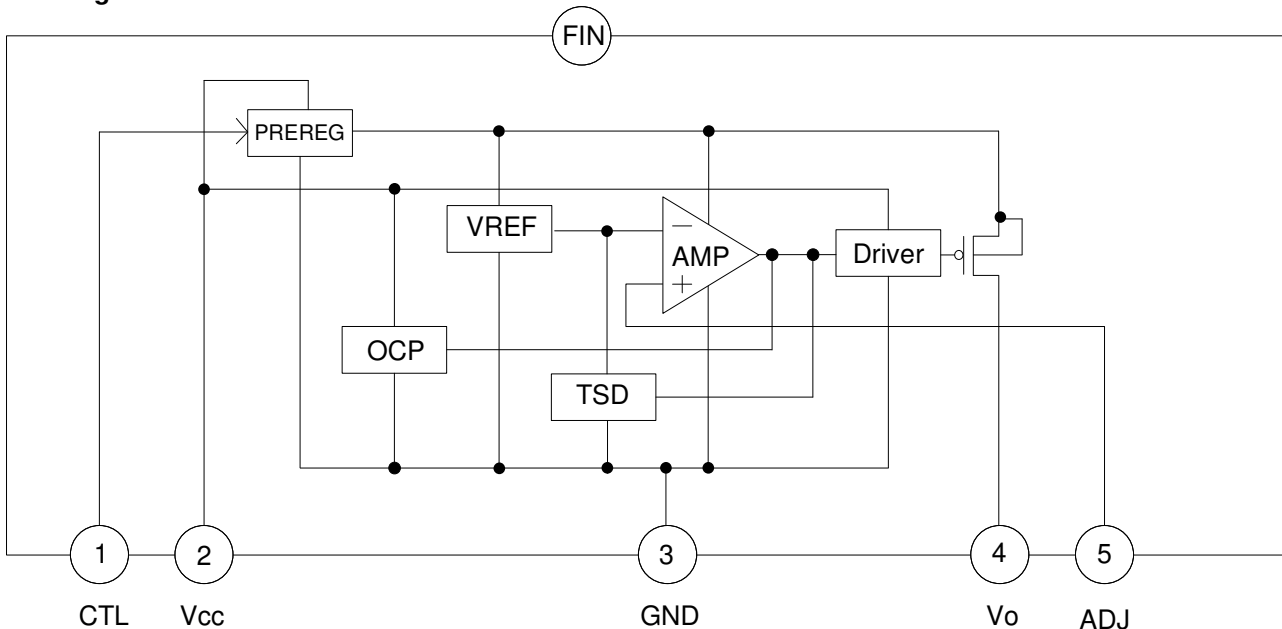 FIN
PREREG
VREF
−
AMP
+
Driver
OCP
TSD
1
2
3
4
5
CTL
Vcc
GND
Vo
ADJ